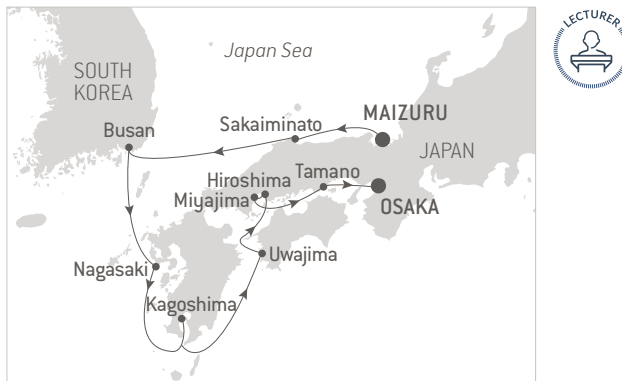 LECTURER
Japan Sea
SOUTH
KOREA
Busan
Sakaiminato
MAIZURU
JAPAN
Hiroshima
Tamano
Miyajima
OSAKA
Nagasaki
Uwajima
Kagoshima